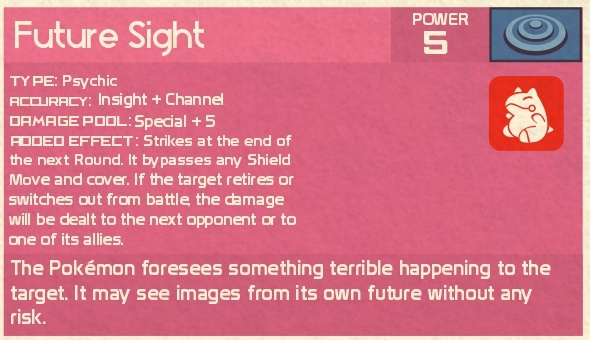 Future Sight
POWER
5
TYPE: Psychic
ACCURACY: Insight + Channel
DAMAGE POOL: Special + 5
ADDED EFFECT: Strikes at the end of
the next Round. It bypasses any Shield
Move and cover. If the target retires or
switches out from battle, the damage
will be dealt to the next opponent or to
one of its allies.
The Pokémon foresees something terrible happening to the
target. It may see images from its own future without any
risk.